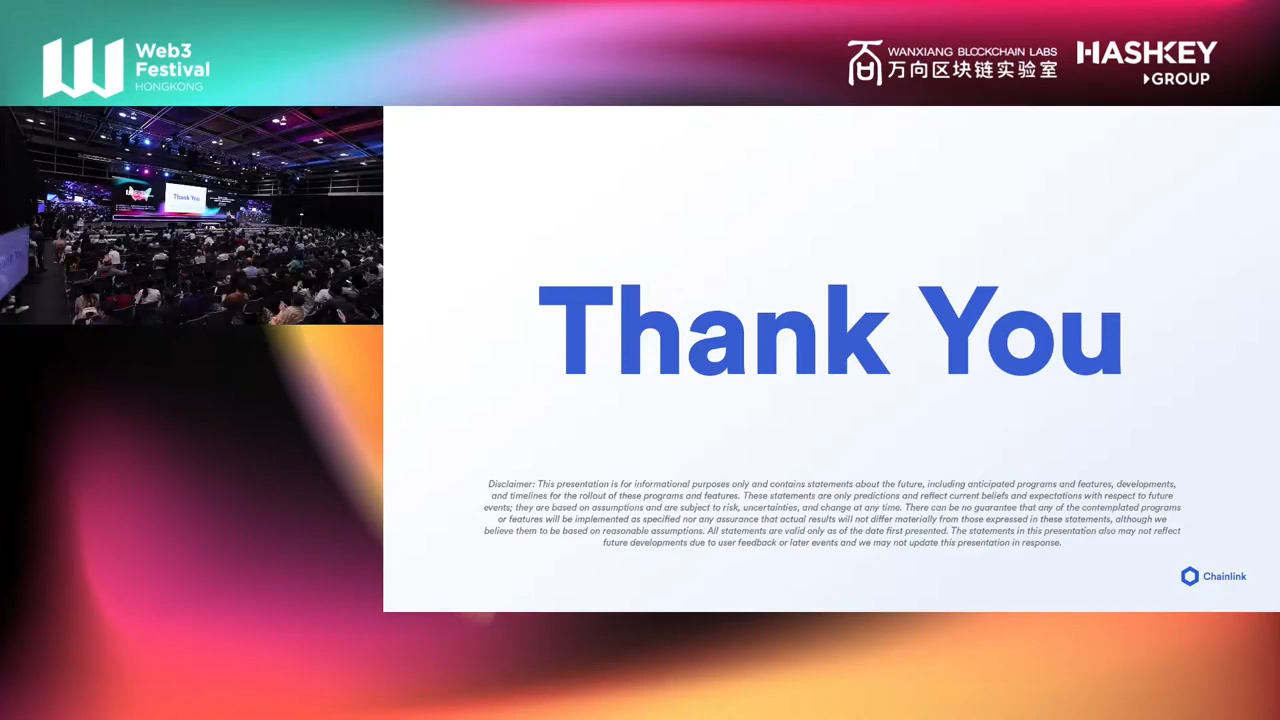 Web3
Festival
HONGKONG
WANXIANG BLOCKCHAIN LABS
万向区块链实验室
HASHKEY
GROUP
Thank You
Thank You
Disclaimer: This presentation is for informational purposes only and contains statements about the future, including anticipated programs and features, developments,
and timelines for the rollout of these programs and features. These statements are only predictions and reflect current beliefs and expectations with respect to future
events; they are based on assumptions and are subject to risk, uncertainties, and change at any time. There can be no guarantee that any of the contemplated programs
or features will be implemented as specified nor any assurance that actual results will not differ materially from those expressed in these statements, although we
believe them to be based on reasonable assumptions. All statements are valid only as of the date first presented. The statements in this presentation also may not reflect
future developments due to user feedback or later events and we may not update this presentation in response.
Chainlink